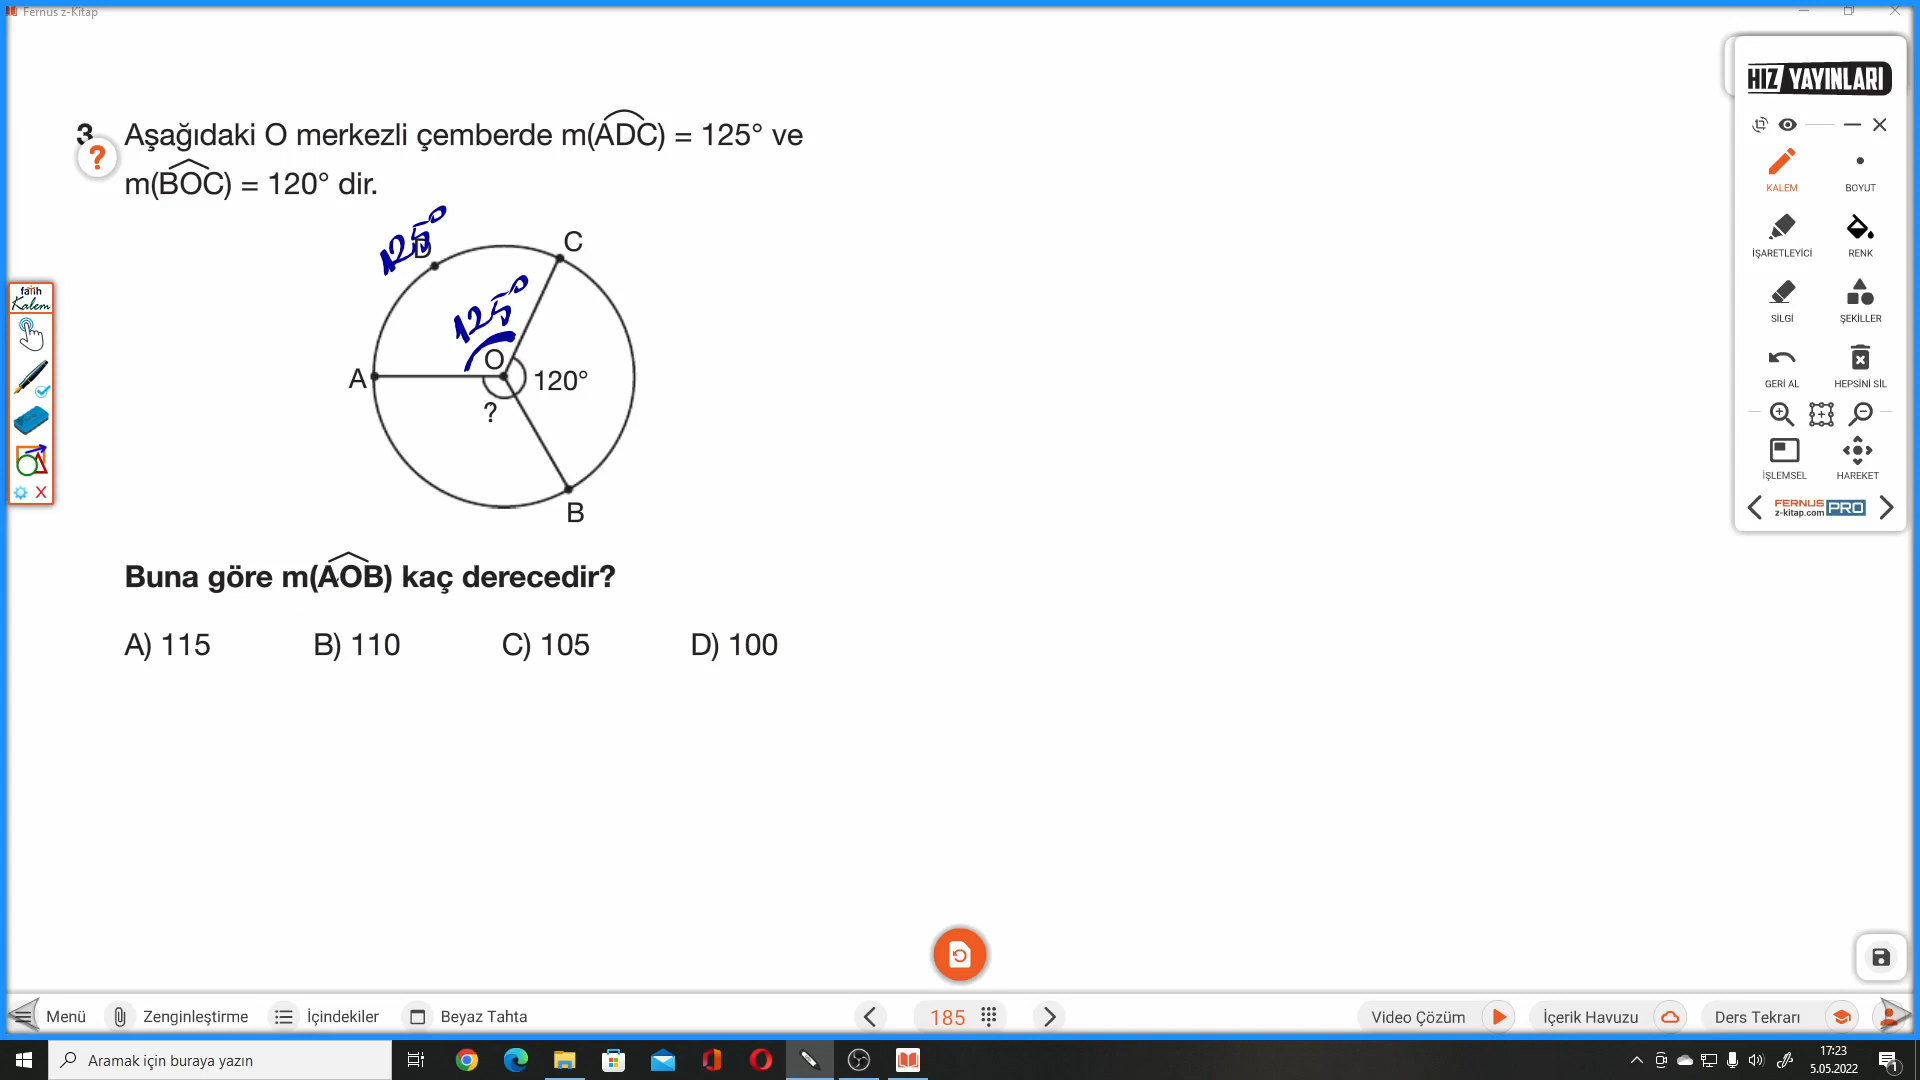 Fernus z-Kitap
HIZ YAYINLARI
3
?
Aşağıdaki O merkezli çemberde m(ADC) = 125° ve
m(BOC) = 120° dir.
125°
D
C
125°
O
A
120°
?
B
Buna göre m(AOB) kaç derecedir?
A) 115 B) 110 C) 105 D) 100
fatih
Kalem
X
KALEM BOYUT
İŞARETLEYİCİ RENK
SİLGİ ŞEKİLLER
GERİ AL HEPSİNİ SİL
İŞLEMSEL HAREKET
FERNUS PRO
z-kitap.com
Menü Zenginleştirme İçindekiler Beyaz Tahta 185 Video Çözüm İçerik Havuzu Ders Tekrarı
Aramak için buraya yazın
17:23
5.05.2022
1